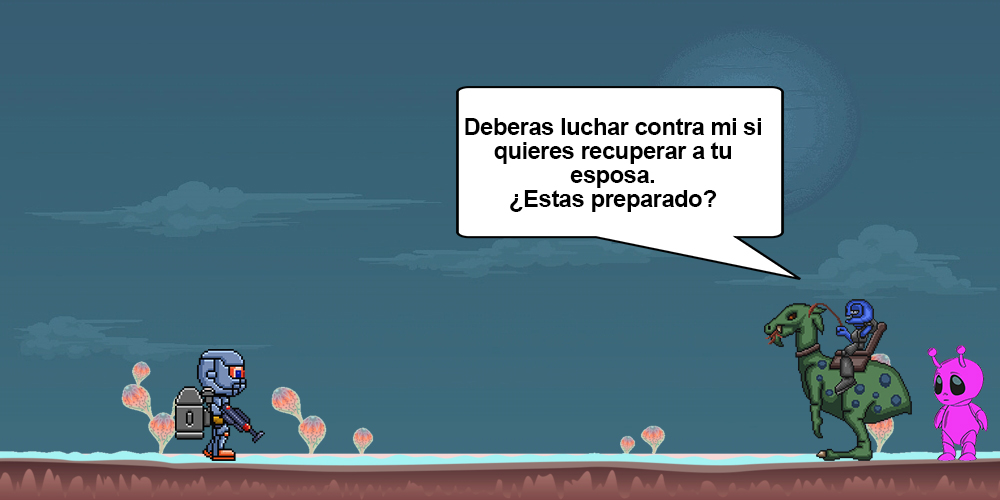 Deberas luchar contra mi si
quieres recuperar a tu
esposa.
¿Estas preparado?